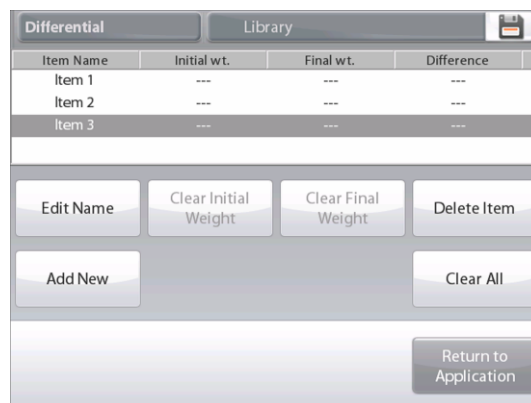 Differential Library
Item Name Initial wt. Final wt. Difference
Item 1 --- --- ---
Item 2 --- --- ---
Item 3 --- --- ---
Edit Name Clear Initial Weight Clear Final Weight Delete Item
Add New Clear All
Return to
Application